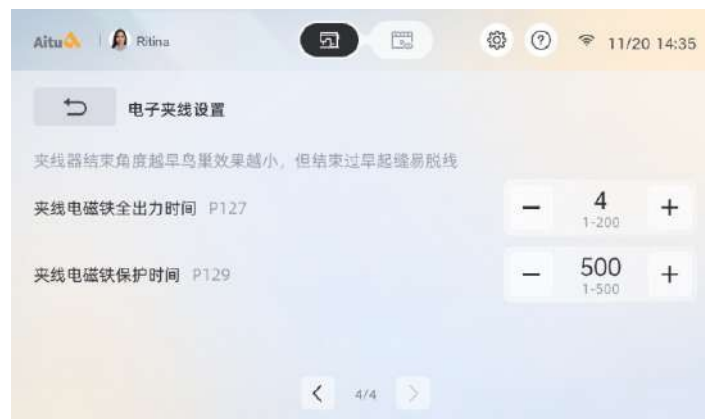 Aitu Ritina 11/20 14:35
电子夹线设置
夹线器结束角度越早鸟巢效果越小，但结束过早起缝易脱线
夹线电磁铁全出力时间 P127 − 4 +
1-200
夹线电磁铁保护时间 P129 − 500 +
1-500
4/4